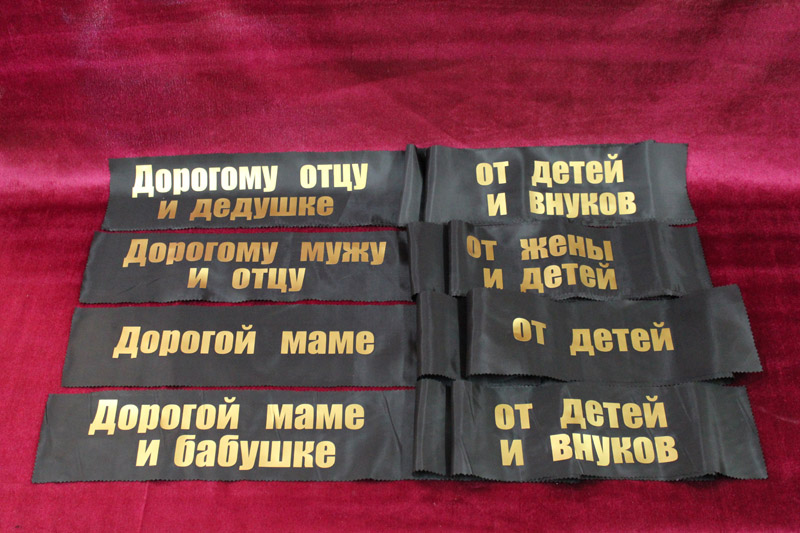 Дорогому отцу
и дедушке
от детей
и внуков
Дорогому мужу
и отцу
от жены
и детей
Дорогой маме
от детей
Дорогой маме
и бабушке
от детей
и внуков